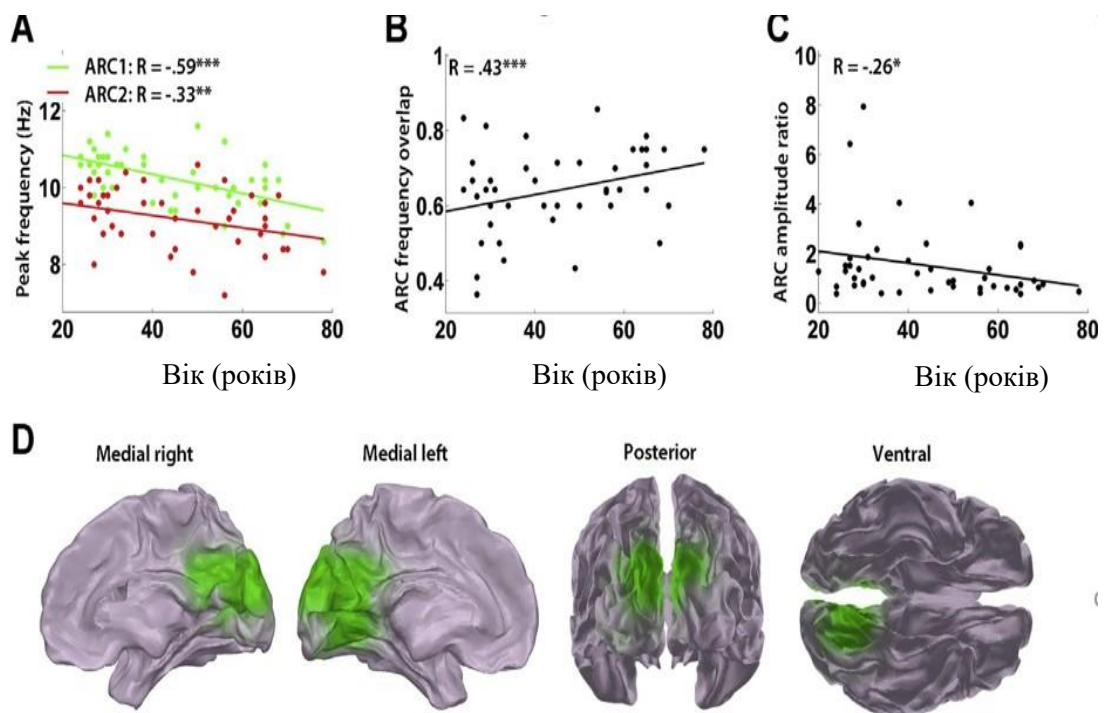 A
ARC1: R = -.59***
ARC2: R = -.33**
Peak frequency (Hz)
12
10
8
20 40 60 80
Вік (років)
B
R = .43***
ARC frequency overlap
1
0.8
0.6
0.4
20 40 60 80
Вік (років)
C
R = -.26*
ARC amplitude ratio
10
8
6
4
2
0
20 40 60 80
Вік (років)
D
Medial right
Medial left
Posterior
Ventral